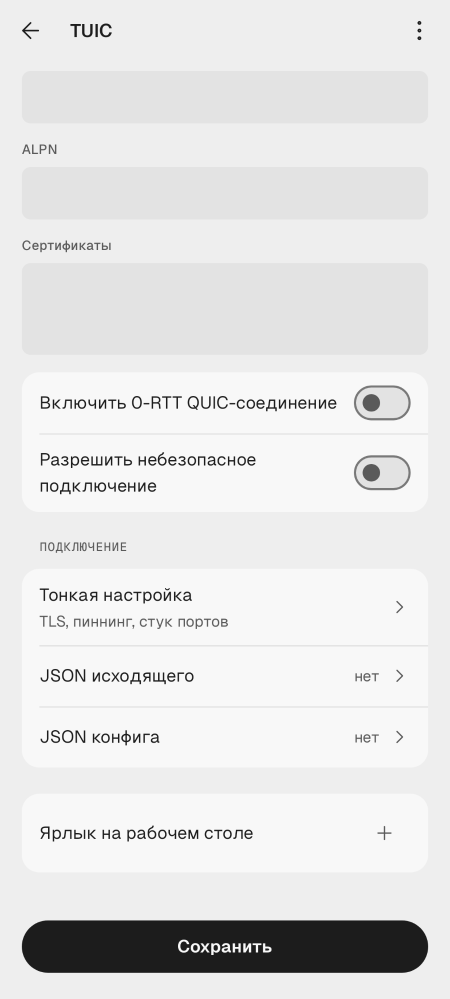 TUIC
ALPN
Сертификаты
Включить 0-RTT QUIC-соединение
Разрешить небезопасное
подключение
ПОДКЛЮЧЕНИЕ
Тонкая настройка
TLS, пиннинг, стук портов
JSON исходящего
нет
JSON конфига
нет
Ярлык на рабочем столе
Сохранить